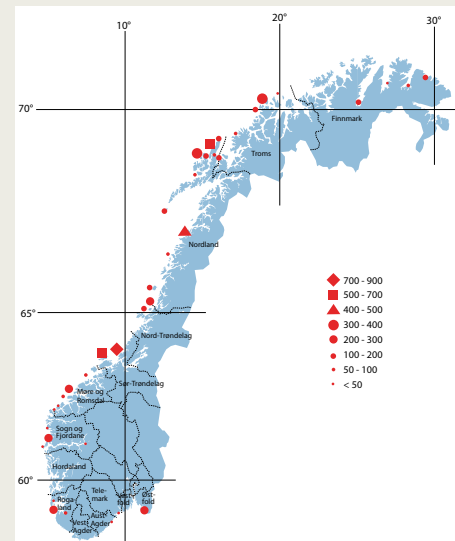 10°
20°
30°
70°
Finnmark
Troms
Nordland
700 - 900
500 - 700
400 - 500
300 - 400
200 - 300
100 - 200
50 - 100
< 50
65°
Nord-Trøndelag
Sør-Trøndelag
Møre og
Romsdal
Sogn og
Fjordane
Hordaland
60°
Roga-
land
Tele-
mark
Vest-
fold
Øst
fold
Aust-
Agder
Vest-
Agder